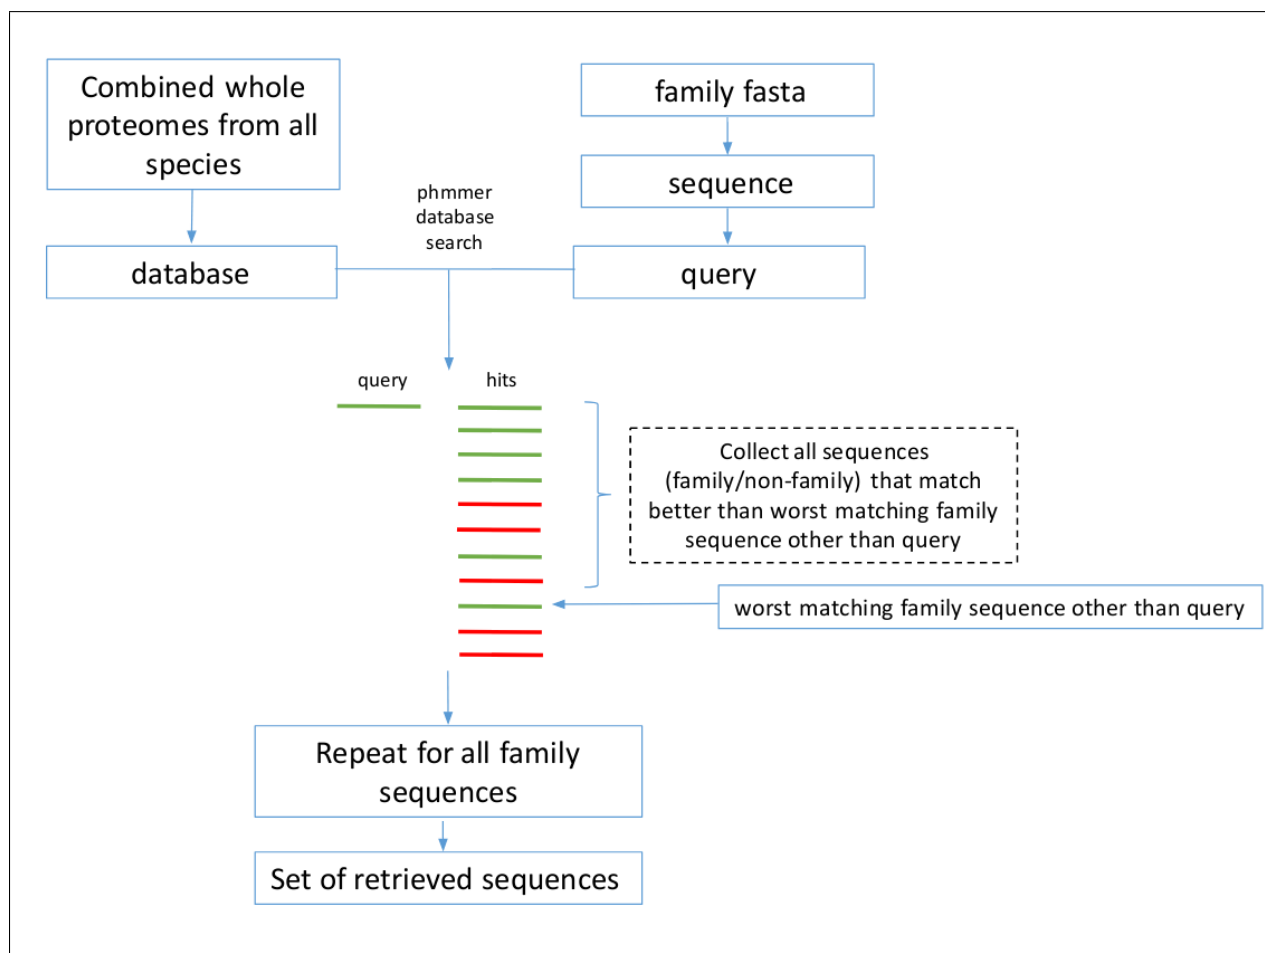 Combined whole
proteomes from all
species
family fasta
sequence
phmmer
database
search
database
query
query
hits
Collect all sequences
(family/non-family) that match
better than worst matching family
sequence other than query
worst matching family sequence other than query
Repeat for all family
sequences
Set of retrieved sequences